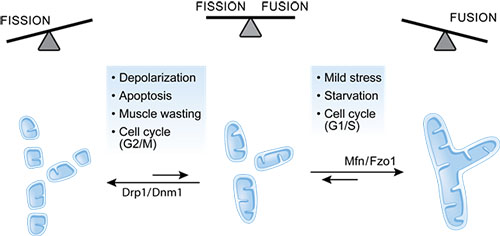 FISSION
FISSION FUSION
FUSION
• Depolarization
• Apoptosis
• Muscle wasting
• Cell cycle
(G2/M)
Drp1/Dnm1
• Mild stress
• Starvation
• Cell cycle
(G1/S)
Mfn/Fzo1